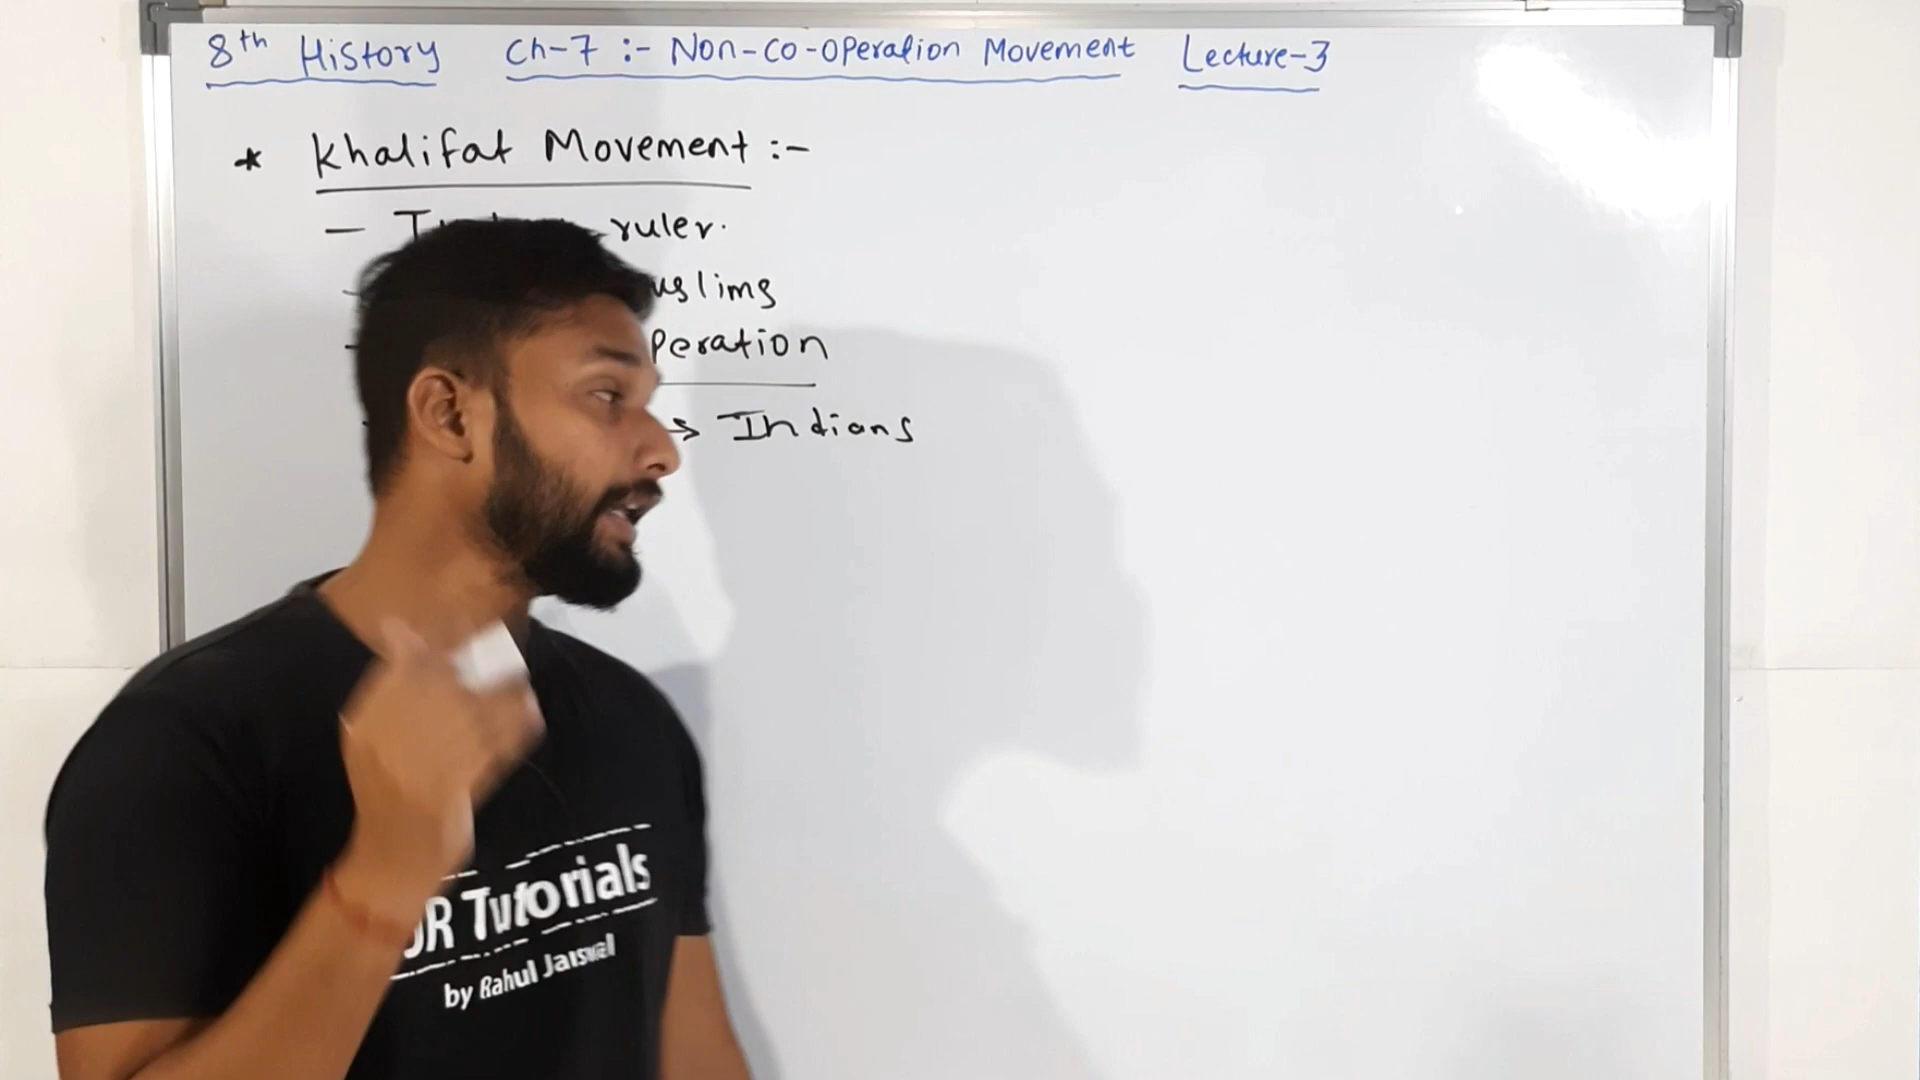 8th History Ch-7 :- Non-co-operation Movement Lecture-3
* Khalifat Movement :-
— ruler.
peration
→ Indians
JR Tutorials
by Rahul Jaiswal